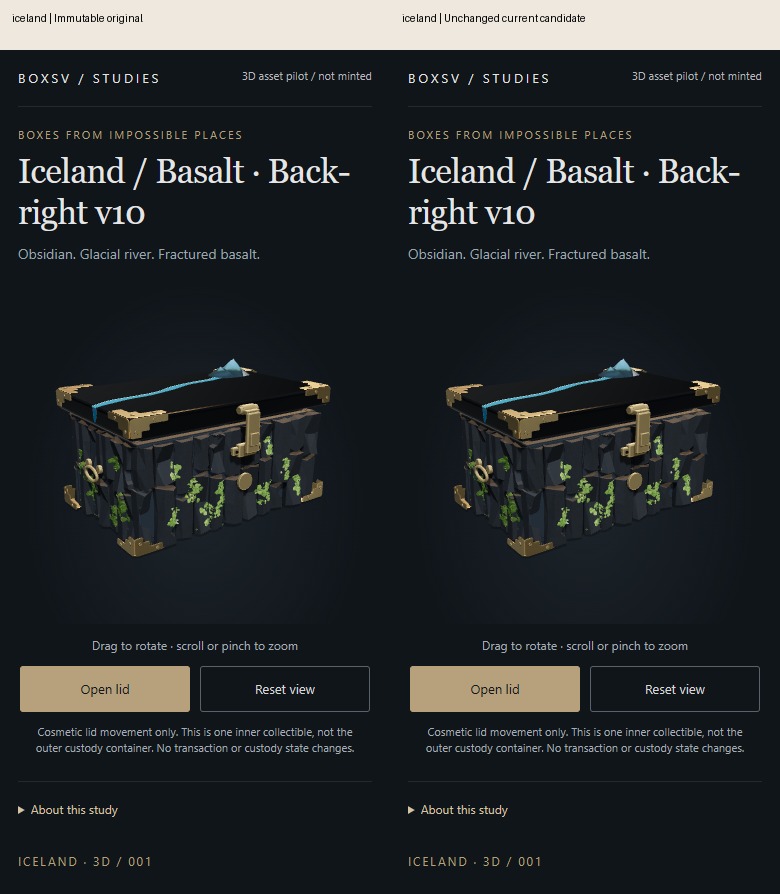 iceland | Immutable original
BOXSV / STUDIES
3D asset pilot / not minted
BOXES FROM IMPOSSIBLE PLACES
Iceland / Basalt · Back-
right v10
Obsidian. Glacial river. Fractured basalt.
Drag to rotate · scroll or pinch to zoom
Open lid
Reset view
Cosmetic lid movement only. This is one inner collectible, not the
outer custody container. No transaction or custody state changes.
About this study
ICELAND · 3D / 001
iceland | Unchanged current candidate
BOXSV / STUDIES
3D asset pilot / not minted
BOXES FROM IMPOSSIBLE PLACES
Iceland / Basalt · Back-
right v10
Obsidian. Glacial river. Fractured basalt.
Drag to rotate · scroll or pinch to zoom
Open lid
Reset view
Cosmetic lid movement only. This is one inner collectible, not the
outer custody container. No transaction or custody state changes.
About this study
ICELAND · 3D / 001